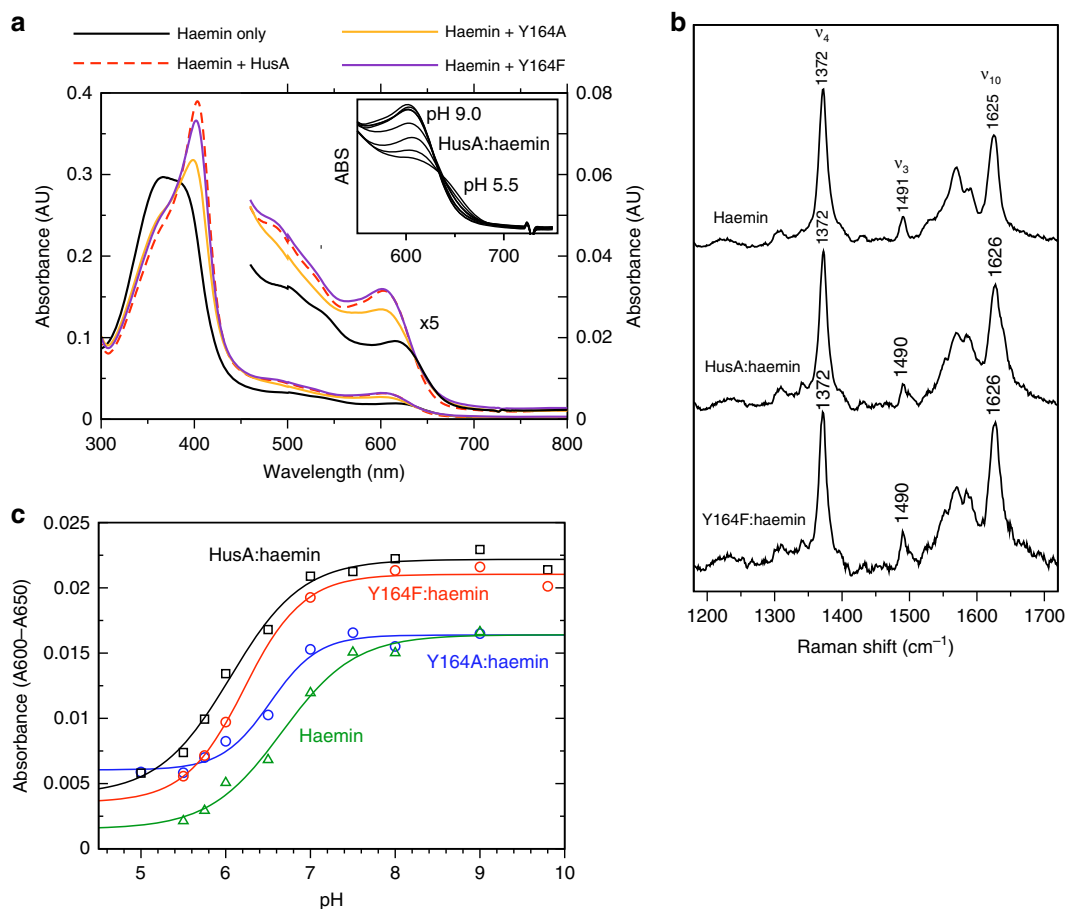 a
Haemin only
Haemin + HusA
Haemin + Y164A
Haemin + Y164F
0.4
0.3
0.2
0.1
0
Absorbance (AU)
0.08
0.06
0.04
0.02
0
Absorbance (AU)
ABS
pH 9.0
HusA:haemin
pH 5.5
600
700
x5
300
400
500
600
700
800
Wavelength (nm)
b
ν4
1372
ν3
1491
ν10
1625
Haemin
1372
1490
1626
HusA:haemin
1372
1490
1626
Y164F:haemin
1200
1300
1400
1500
1600
1700
Raman shift (cm−1)
c
0.025
0.02
0.015
0.01
0.005
0
Absorbance (A600–A650)
HusA:haemin
Y164F:haemin
Y164A:haemin
Haemin
5
6
7
8
9
10
pH